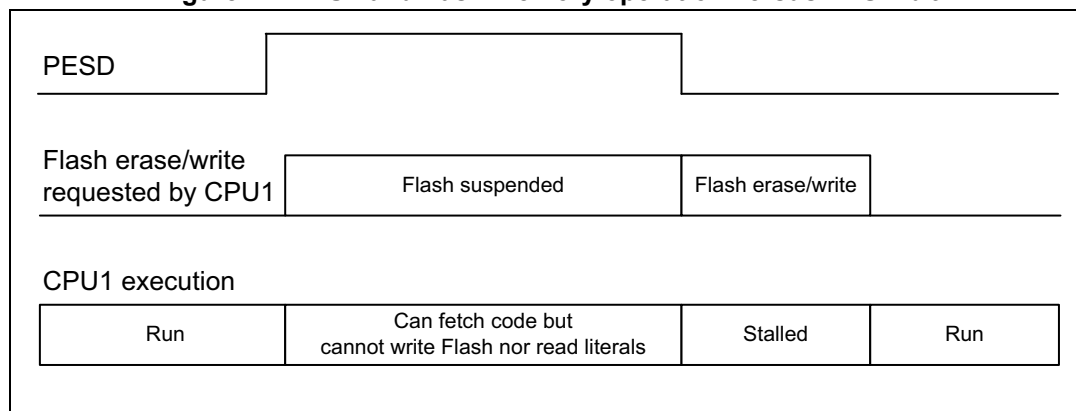 PESD
Flash erase/write
requested by CPU1
Flash suspended
Flash erase/write
CPU1 execution
Run
Can fetch code but
cannot write Flash nor read literals
Stalled
Run